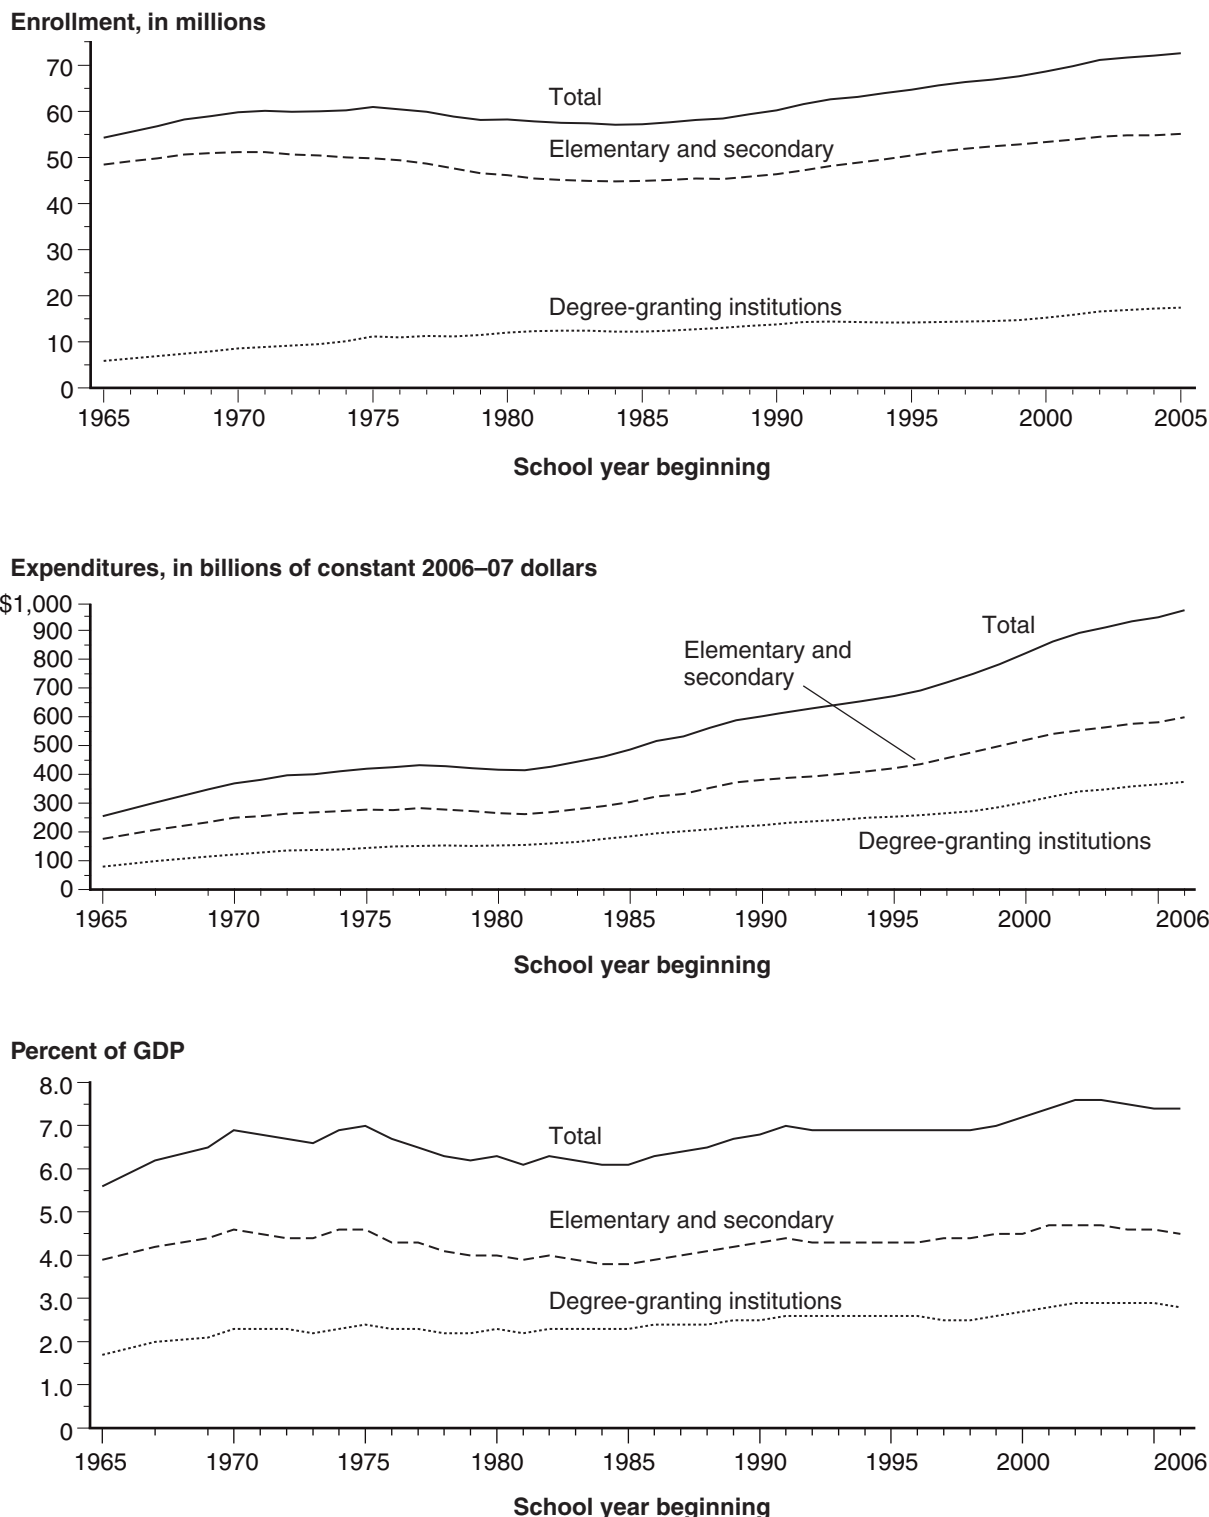 Enrollment, in millions
70
60
50
40
30
20
10
0
Total
Elementary and secondary
Degree-granting institutions
1965 1970 1975 1980 1985 1990 1995 2000 2005
School year beginning
Expenditures, in billions of constant 2006–07 dollars
$1,000
900
800
700
600
500
400
300
200
100
0
Total
Elementary and
secondary
Degree-granting institutions
1965 1970 1975 1980 1985 1990 1995 2000 2006
School year beginning
Percent of GDP
8.0
7.0
6.0
5.0
4.0
3.0
2.0
1.0
0
Total
Elementary and secondary
Degree-granting institutions
1965 1970 1975 1980 1985 1990 1995 2000 2006
School year beginning